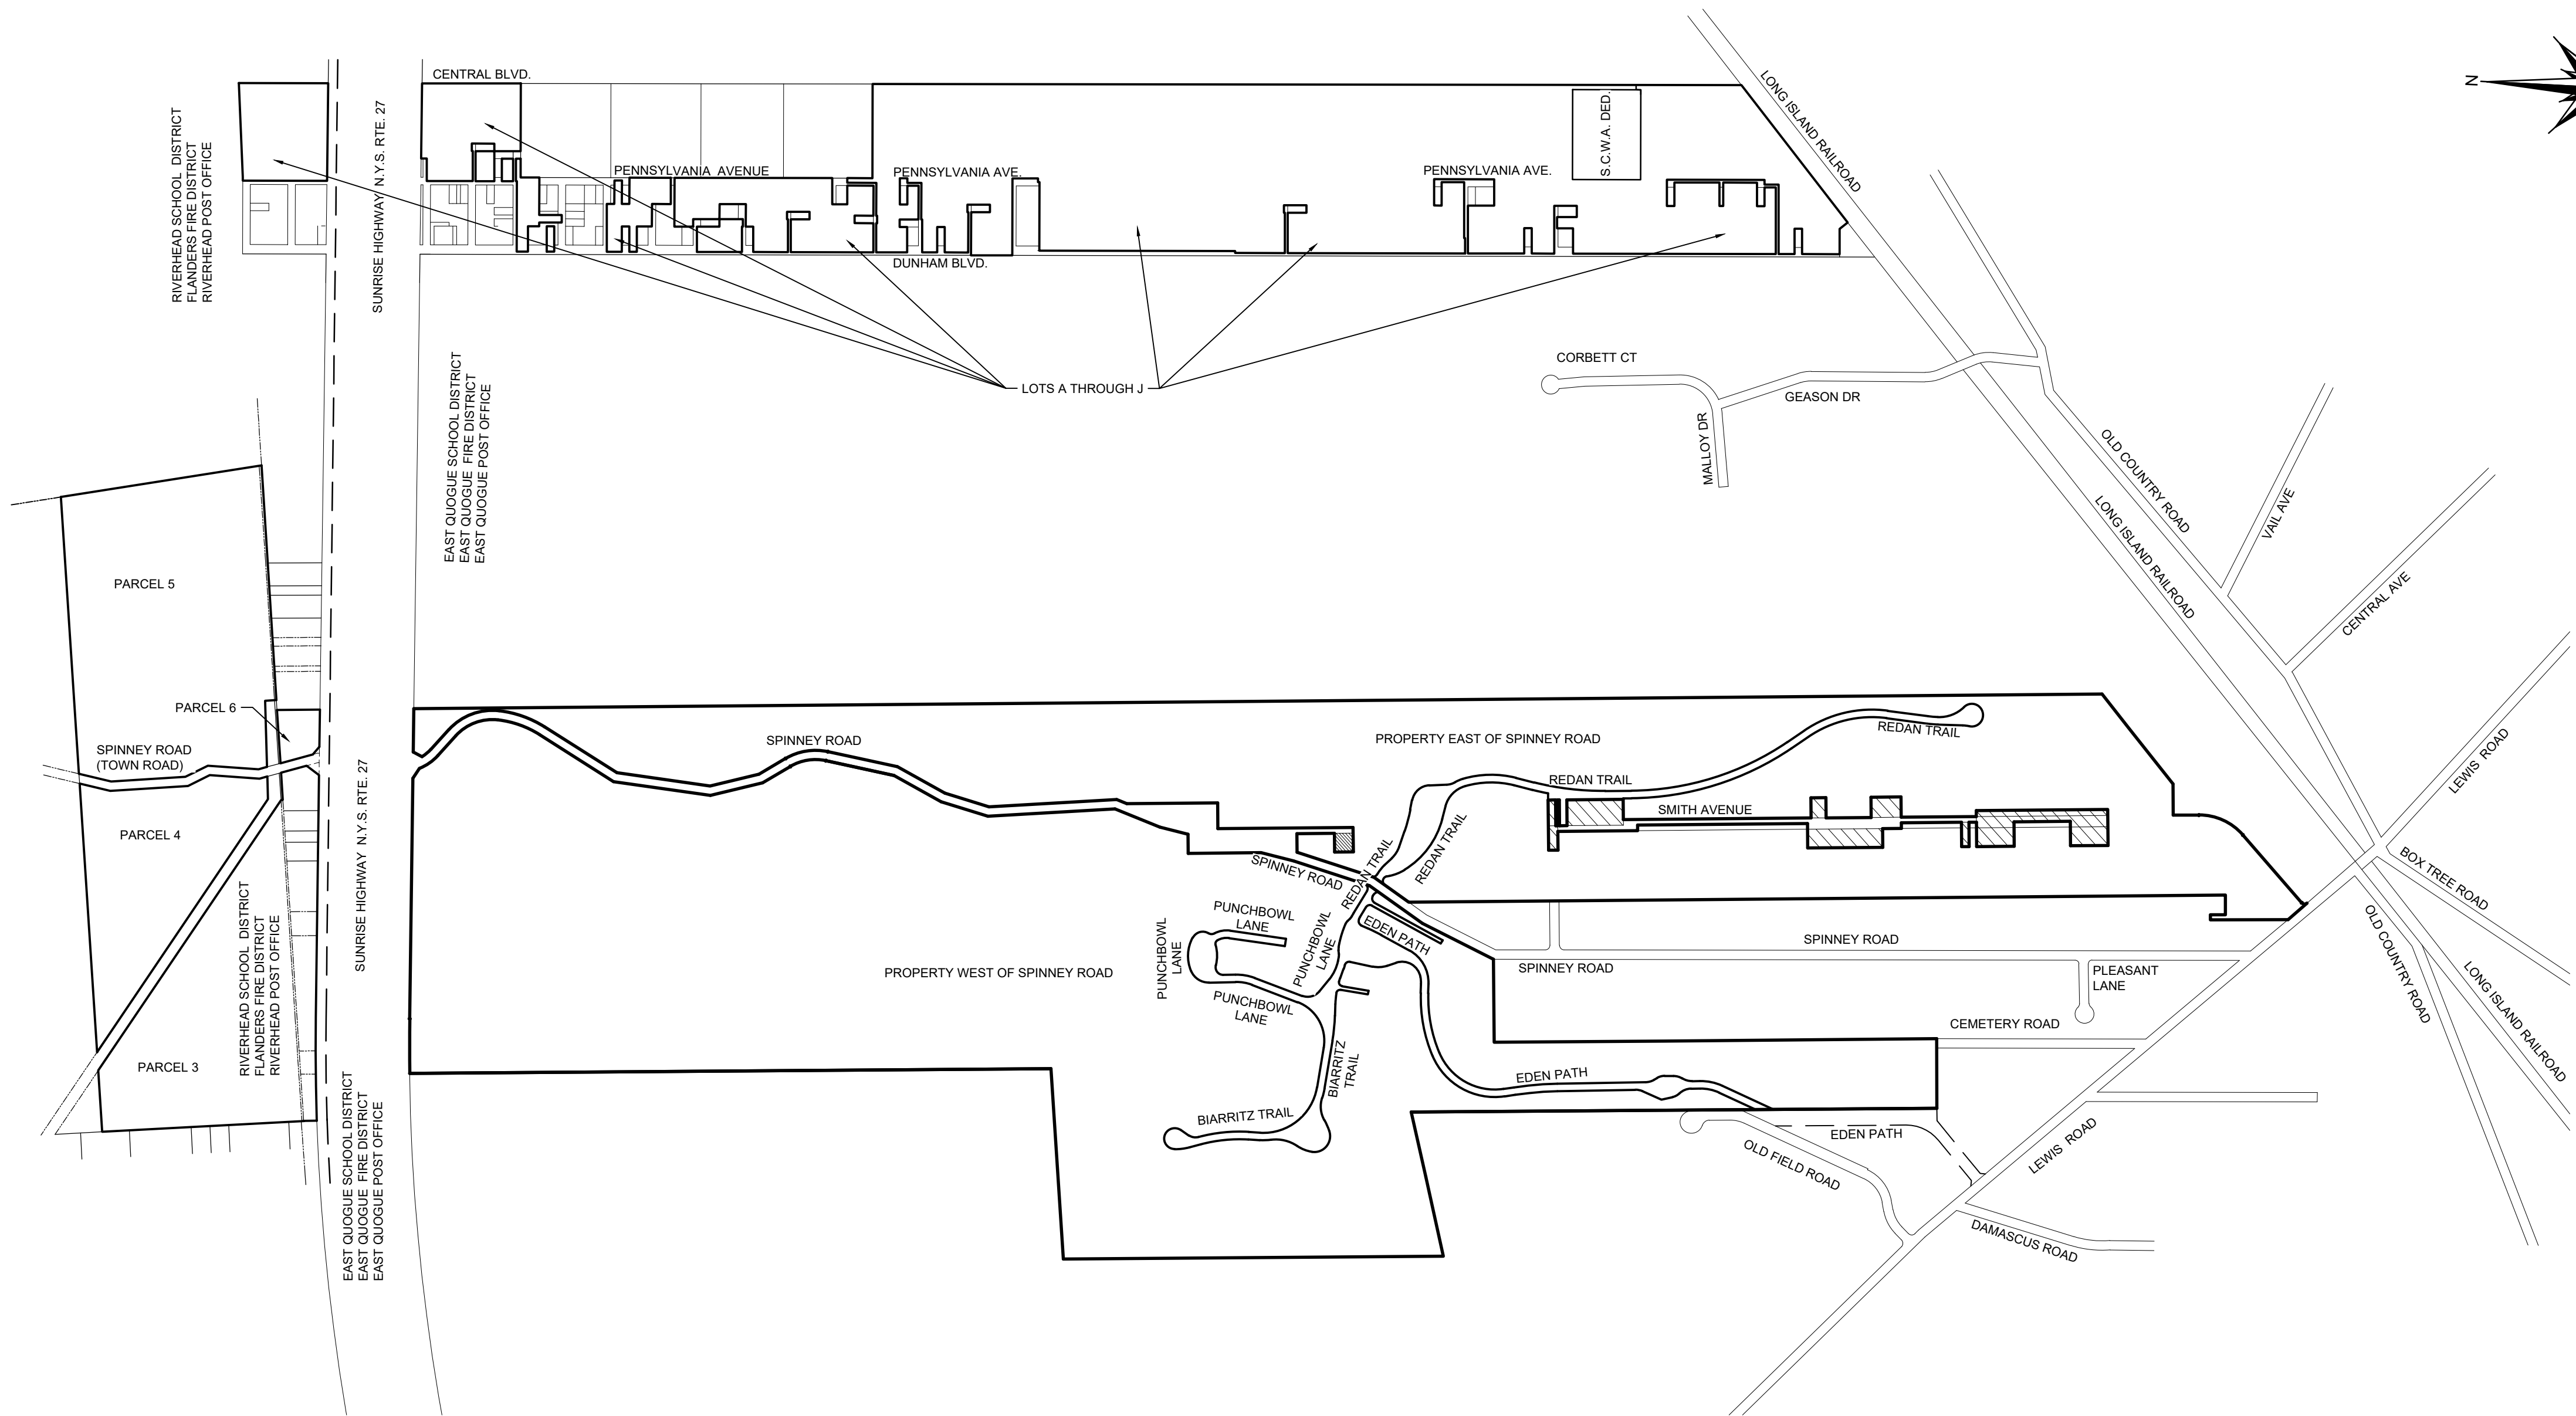 CENTRAL BLVD.
N
LONG ISLAND RAILROAD
S.C.W.A. DED.
RIVERHEAD SCHOOL DISTRICT
FLANDERS FIRE DISTRICT
RIVERHEAD POST OFFICE
SUNRISE HIGHWAY N.Y.S. RTE. 27
PENNSYLVANIA AVENUE
PENNSYLVANIA AVE.
PENNSYLVANIA AVE.
DUNHAM BLVD.
EAST QUOGUE SCHOOL DISTRICT
EAST QUOGUE FIRE DISTRICT
EAST QUOGUE POST OFFICE
LOTS A THROUGH J
CORBETT CT
GEASON DR
MALLOY DR
OLD COUNTRY ROAD
LONG ISLAND RAILROAD
VAIL AVE
CENTRAL AVE
LEWIS ROAD
PARCEL 5
PARCEL 6
SPINNEY ROAD
(TOWN ROAD)
PARCEL 4
PARCEL 3
SUNRISE HIGHWAY N.Y.S. RTE. 27
RIVERHEAD SCHOOL DISTRICT
FLANDERS FIRE DISTRICT
RIVERHEAD POST OFFICE
EAST QUOGUE SCHOOL DISTRICT
EAST QUOGUE FIRE DISTRICT
EAST QUOGUE POST OFFICE
SPINNEY ROAD
PROPERTY EAST OF SPINNEY ROAD
REDAN TRAIL
REDAN TRAIL
SMITH AVENUE
REDAN TRAIL
REDAN TRAIL
SPINNEY ROAD
PUNCHBOWL
LANE
PUNCHBOWL
LANE
PUNCHBOWL
LANE
PUNCHBOWL
LANE
EDEN PATH
PROPERTY WEST OF SPINNEY ROAD
SPINNEY ROAD
SPINNEY ROAD
PLEASANT
LANE
CEMETERY ROAD
BOX TREE ROAD
OLD COUNTRY ROAD
LONG ISLAND RAILROAD
BIARRITZ
TRAIL
BIARRITZ TRAIL
EDEN PATH
EDEN PATH
OLD FIELD ROAD
LEWIS ROAD
DAMASCUS ROAD